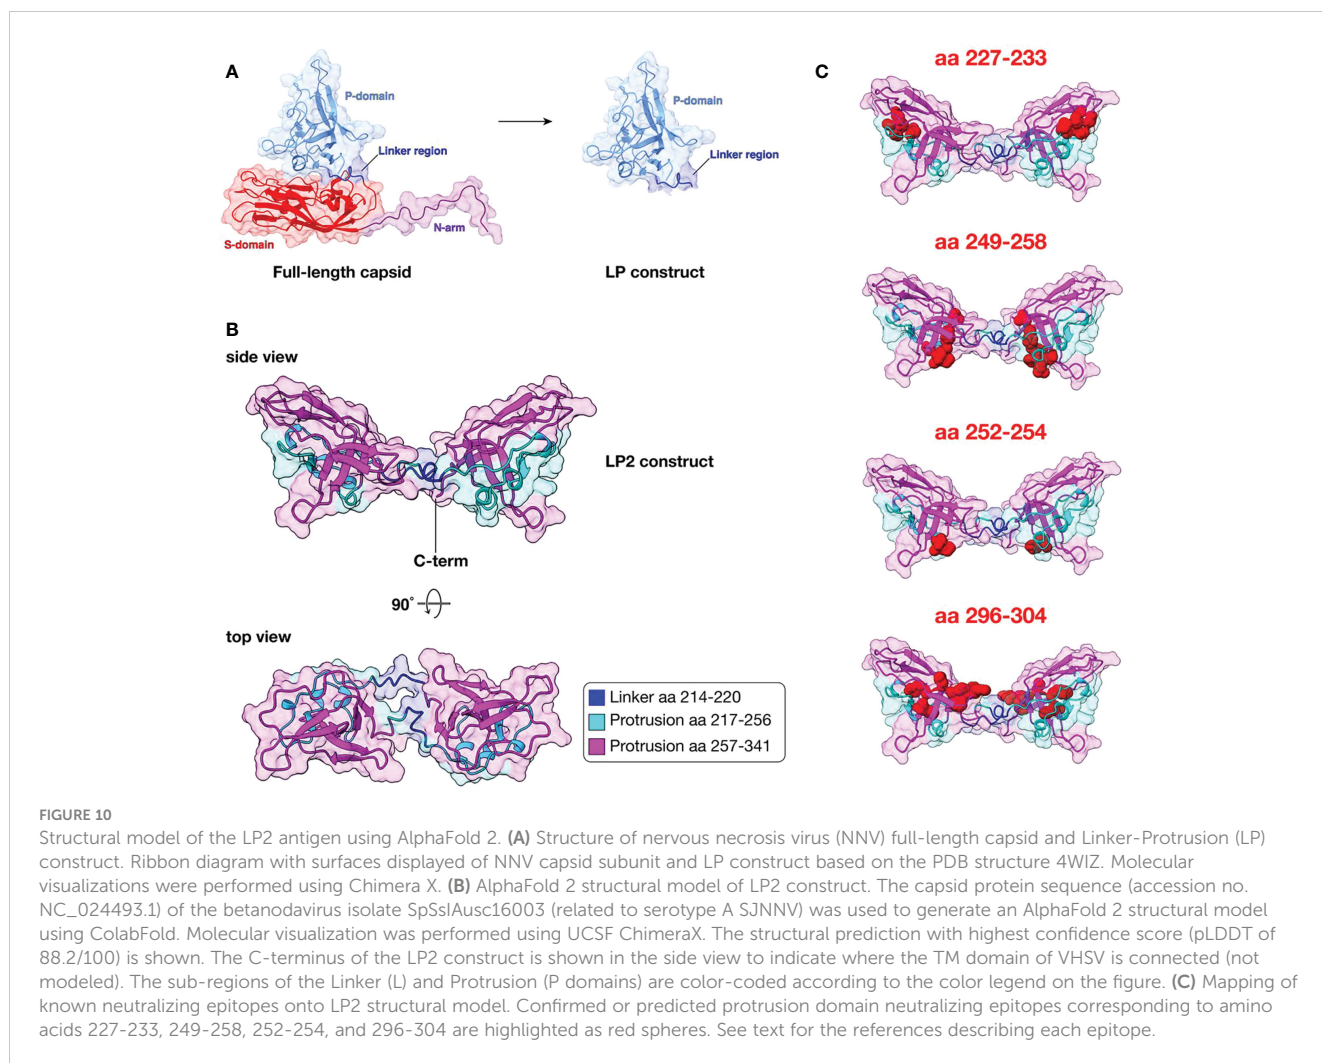 A
P-domain
Linker region
S-domain
N-arm
Full-length capsid
P-domain
Linker region
LP construct
B
side view
LP2 construct
C-term
90°
top view
Linker aa 214-220
Protrusion aa 217-256
Protrusion aa 257-341
C
aa 227-233
aa 249-258
aa 252-254
aa 296-304
FIGURE 10
Structural model of the LP2 antigen using AlphaFold 2. (A) Structure of nervous necrosis virus (NNV) full-length capsid and Linker-Protrusion (LP)
construct. Ribbon diagram with surfaces displayed of NNV capsid subunit and LP construct based on the PDB structure 4WIZ. Molecular
visualizations were performed using Chimera X. (B) AlphaFold 2 structural model of LP2 construct. The capsid protein sequence (accession no.
NC_024493.1) of the betanodavirus isolate SpSsIAusc16003 (related to serotype A SJNNV) was used to generate an AlphaFold 2 structural model
using ColabFold. Molecular visualization was performed using UCSF ChimeraX. The structural prediction with highest confidence score (pLDDT of
88.2/100) is shown. The C-terminus of the LP2 construct is shown in the side view to indicate where the TM domain of VHSV is connected (not
modeled). The sub-regions of the Linker (L) and Protrusion (P domains) are color-coded according to the color legend on the figure. (C) Mapping of
known neutralizing epitopes onto LP2 structural model. Confirmed or predicted protrusion domain neutralizing epitopes corresponding to amino
acids 227-233, 249-258, 252-254, and 296-304 are highlighted as red spheres. See text for the references describing each epitope.